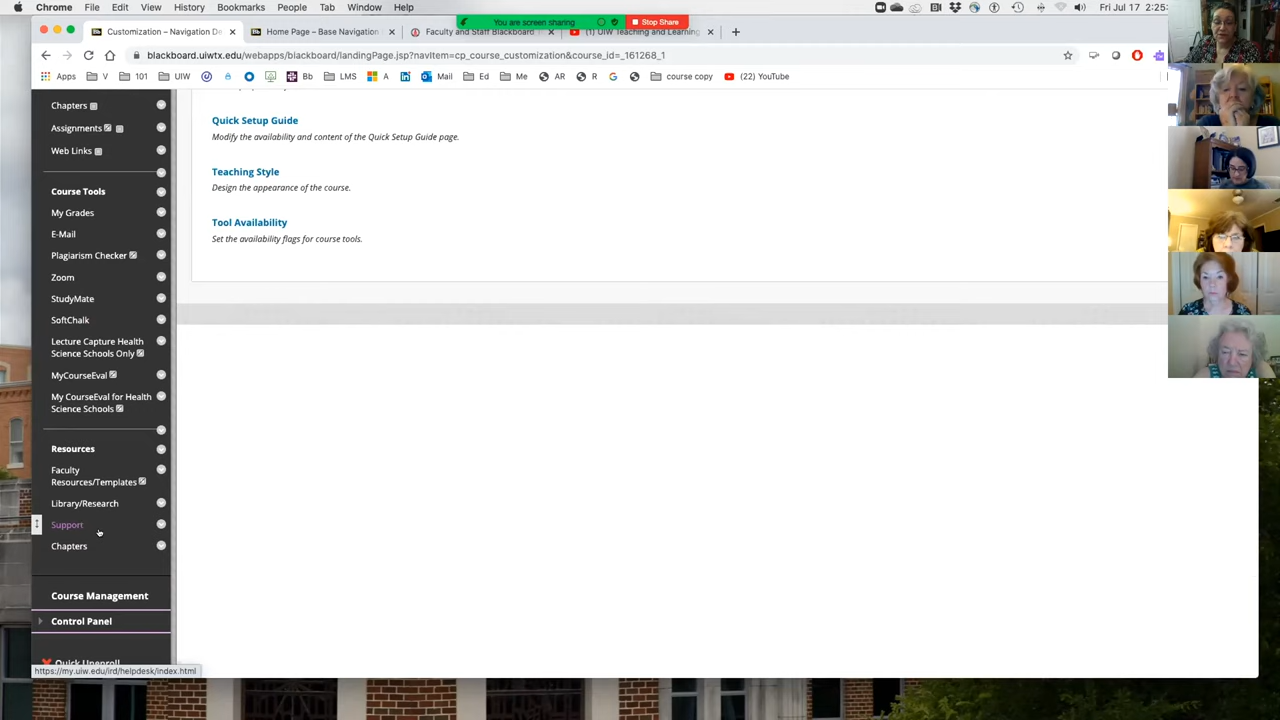 Chrome File Edit View History Bookmarks People Tab Window Help
Fri Jul 17 2:25
You are screen sharing Stop Share
Customization – Navigation De
Home Page – Base Navigation
Faculty and Staff Blackboard
(1) UIW Teaching and Learning
blackboard.uiwtx.edu/webapps/blackboard/landingPage.jsp?navItem=cp_course_customization&course_id=_161268_1
Apps V 101 UIW Bb LMS A Mail Ed Me AR R course copy (22) YouTube
Chapters
Assignments
Web Links
Course Tools
My Grades
E-Mail
Plagiarism Checker
Zoom
StudyMate
SoftChalk
Lecture Capture Health
Science Schools Only
MyCourseEval
My CourseEval for Health
Science Schools
Resources
Faculty
Resources/Templates
Library/Research
Support
Chapters
Course Management
Control Panel
Quick Unenroll
https://my.uiw.edu/ird/helpdesk/index.html
Quick Setup Guide
Modify the availability and content of the Quick Setup Guide page.
Teaching Style
Design the appearance of the course.
Tool Availability
Set the availability flags for course tools.